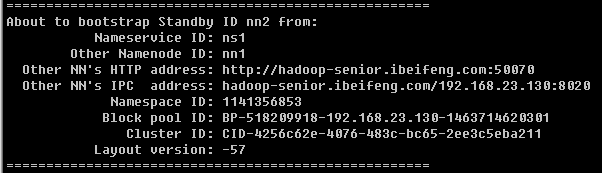 =====================================================
About to bootstrap Standby ID nn2 from:
           Nameservice ID: ns1
        Other Namenode ID: nn1
  Other NN's HTTP address: http://hadoop-senior.ibeifeng.com:50070
  Other NN's IPC  address: hadoop-senior.ibeifeng.com/192.168.23.130:8020
             Namespace ID: 1141356853
            Block pool ID: BP-518209918-192.168.23.130-1463714620301
               Cluster ID: CID-4256c62e-4076-483c-bc65-2ee3c5eba211
           Layout version: -57
=====================================================